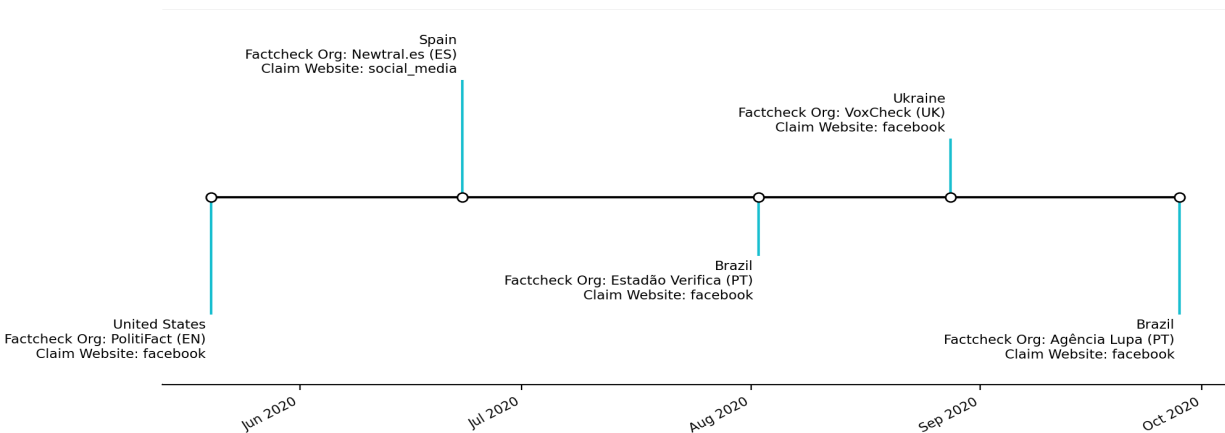 Spain
Factcheck Org: Newtral.es (ES)
Claim Website: social_media
Ukraine
Factcheck Org: VoxCheck (UK)
Claim Website: facebook
Brazil
Factcheck Org: Estadão Verifica (PT)
Claim Website: facebook
United States
Factcheck Org: PolitiFact (EN)
Claim Website: facebook
Brazil
Factcheck Org: Agência Lupa (PT)
Claim Website: facebook
Jun 2020
Jul 2020
Aug 2020
Sep 2020
Oct 2020